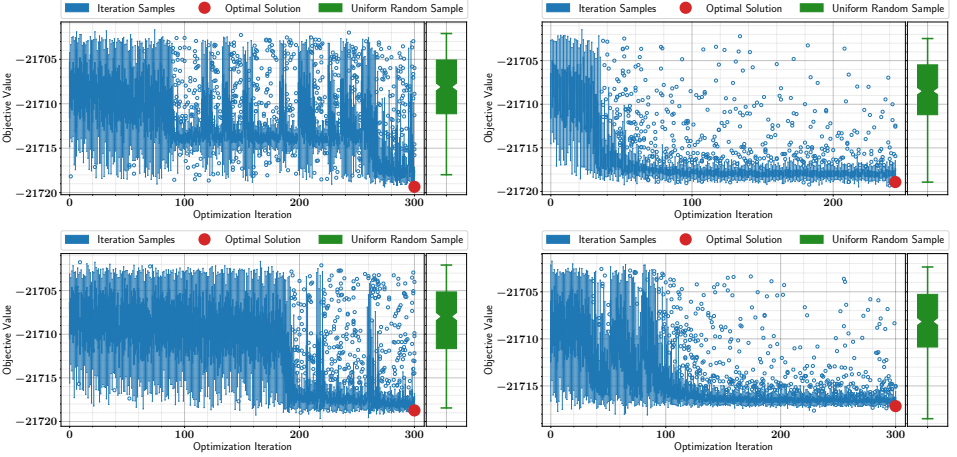 Iteration Samples Optimal Solution Uniform Random Sample
Objective Value
−21705
−21710
−21715
−21720
0 100 200 300
Optimization Iteration
Iteration Samples Optimal Solution Uniform Random Sample
Objective Value
−21705
−21710
−21715
−21720
0 100 200
Optimization Iteration
Iteration Samples Optimal Solution Uniform Random Sample
Objective Value
−21705
−21710
−21715
−21720
0 100 200 300
Optimization Iteration
Iteration Samples Optimal Solution Uniform Random Sample
Objective Value
−21705
−21710
−21715
0 100 200 300
Optimization Iteration